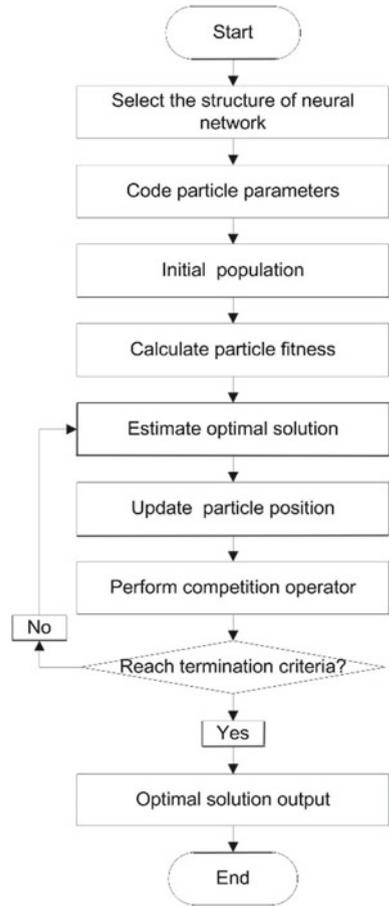 Start
Select the structure of neural
network
Code particle parameters
Initial population
Calculate particle fitness
Estimate optimal solution
Update particle position
Perform competition operator
No
Reach termination criteria?
Yes
Optimal solution output
End